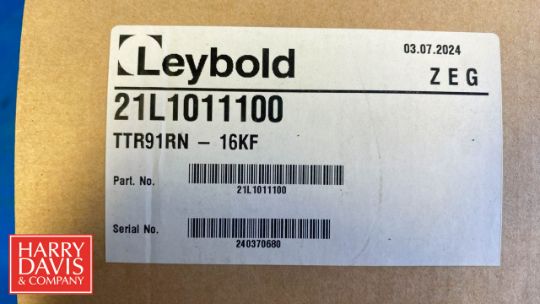 Leybold
03.07.2024
ZEG
21L1011100
TTR91RN – 16KF
Part. No.
21L1011100
Serial No.
240370680
HARRY
DAVIS
& COMPANY